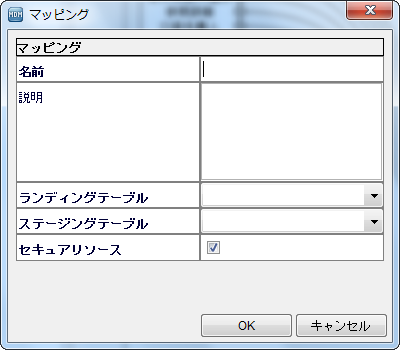 MDM マッピング
マッピング
名前
説明
ランディングテーブル
ステージングテーブル
セキュアリソース
OK キャンセル